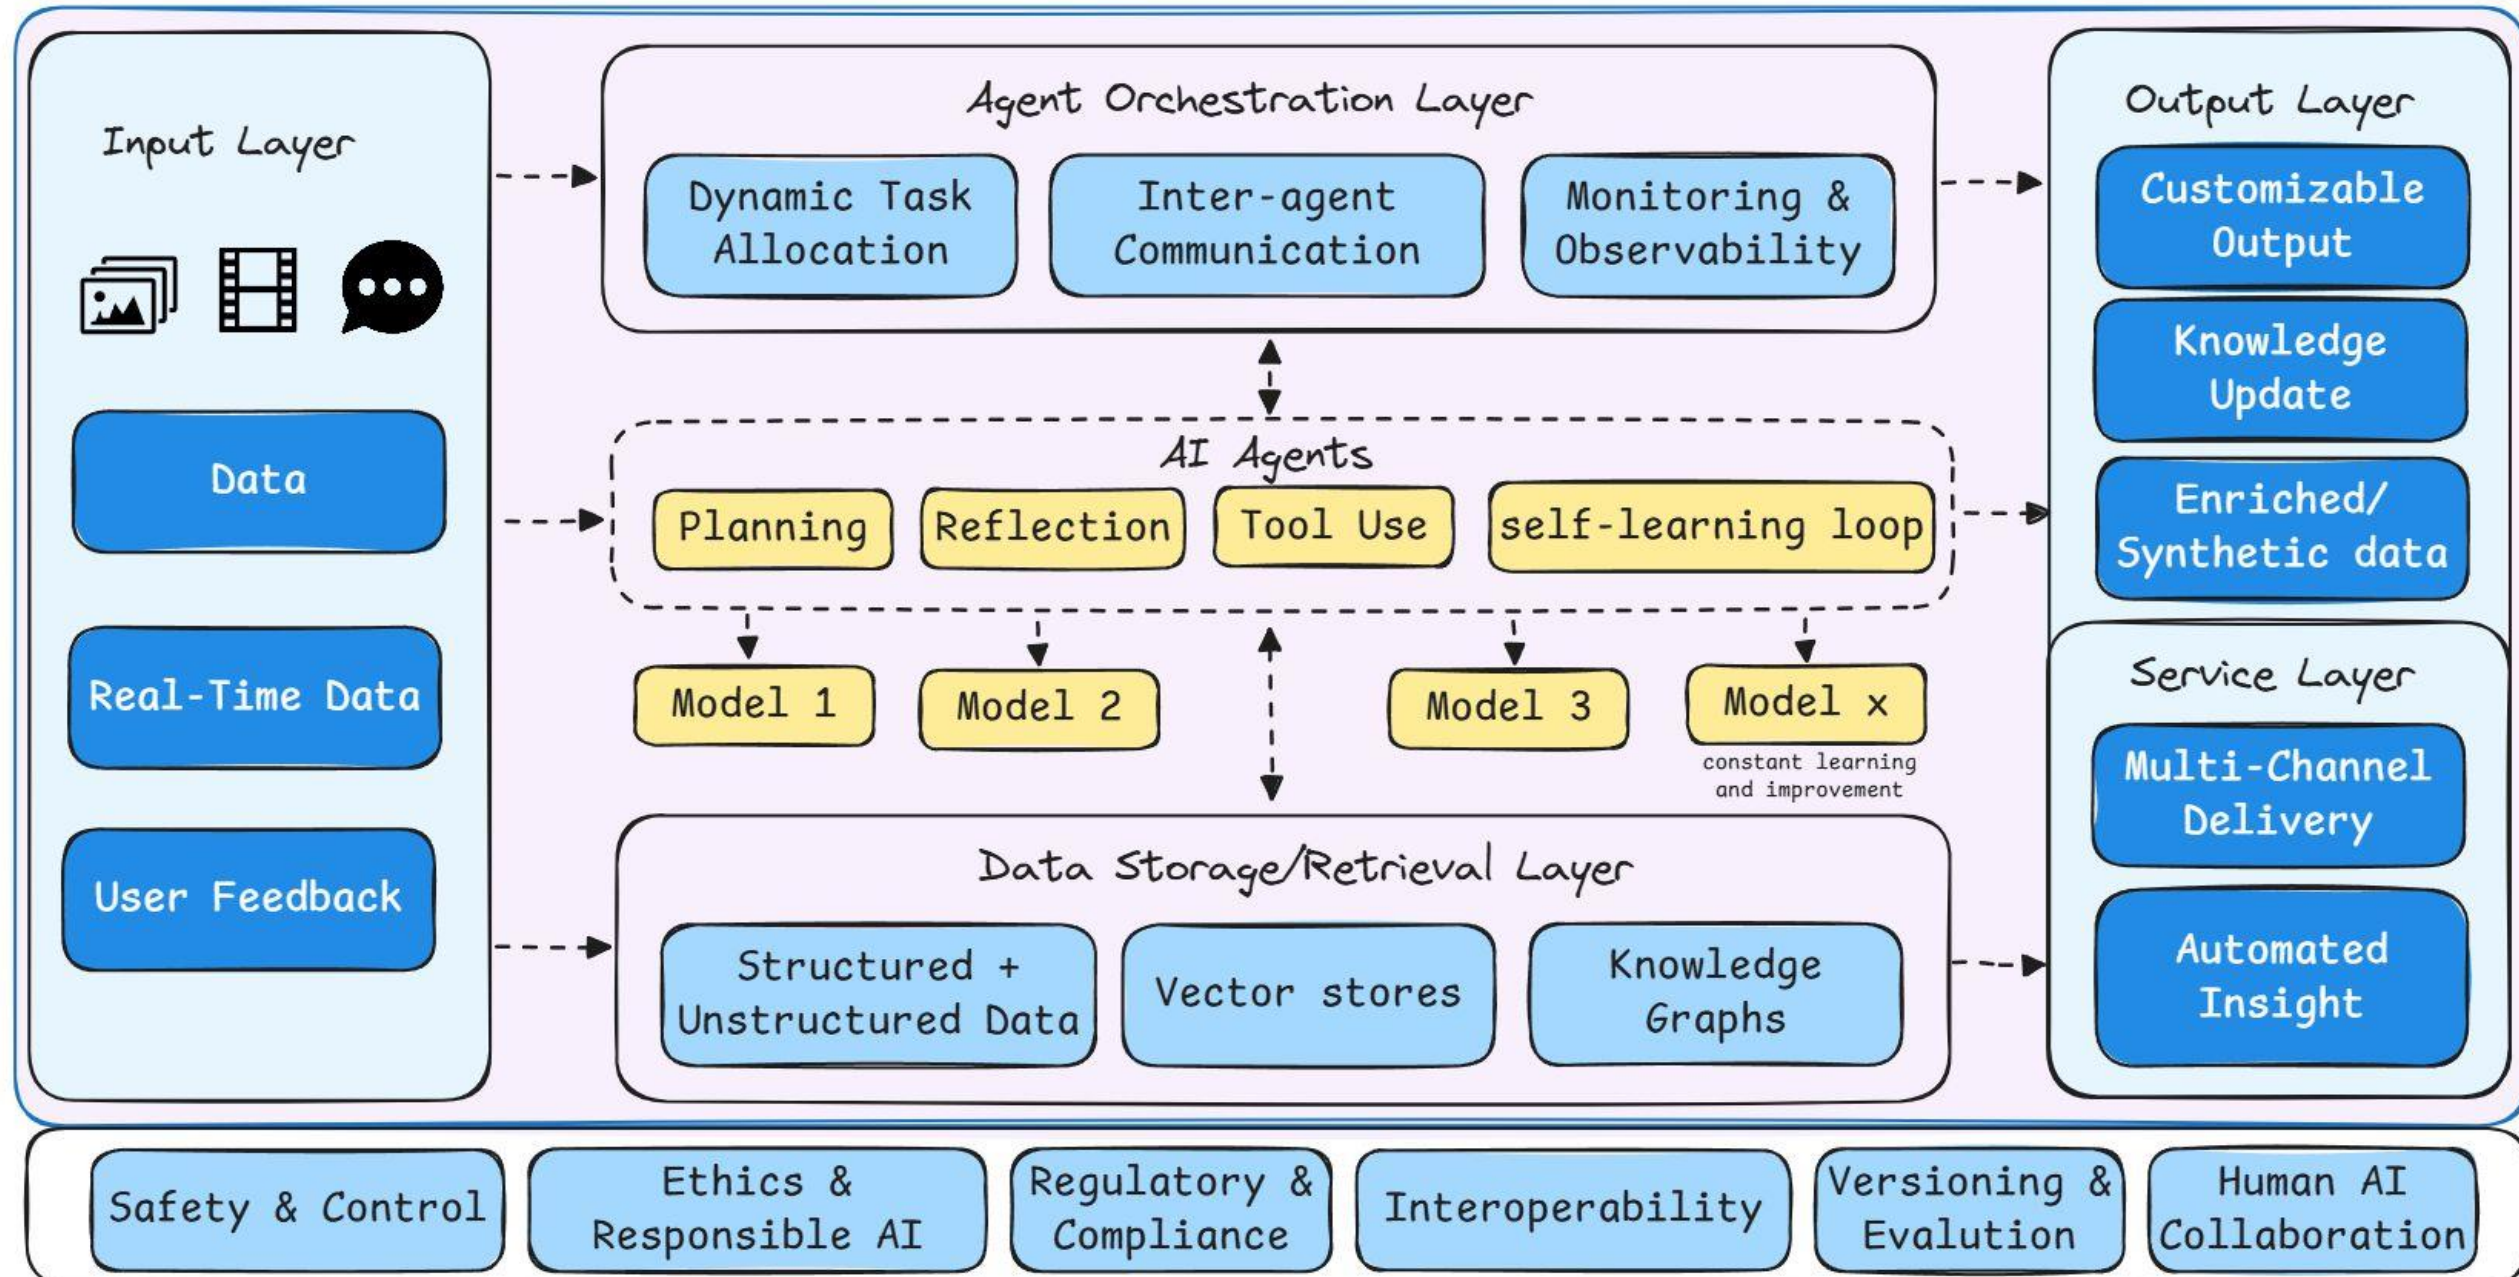 Input Layer
Data
Real-Time Data
User Feedback
Agent Orchestration Layer
Dynamic Task
Allocation
Inter-agent
Communication
Monitoring &
Observability
AI Agents
Planning
Reflection
Tool Use
self-learning loop
Model 1
Model 2
Model 3
Model x
constant learning
and improvement
Data Storage/Retrieval Layer
Structured +
Unstructured Data
Vector stores
Knowledge
Graphs
Output Layer
Customizable
Output
Knowledge
Update
Enriched/
Synthetic data
Service Layer
Multi-Channel
Delivery
Automated
Insight
Safety & Control
Ethics &
Responsible AI
Regulatory &
Compliance
Interoperability
Versioning &
Evalution
Human AI
Collaboration